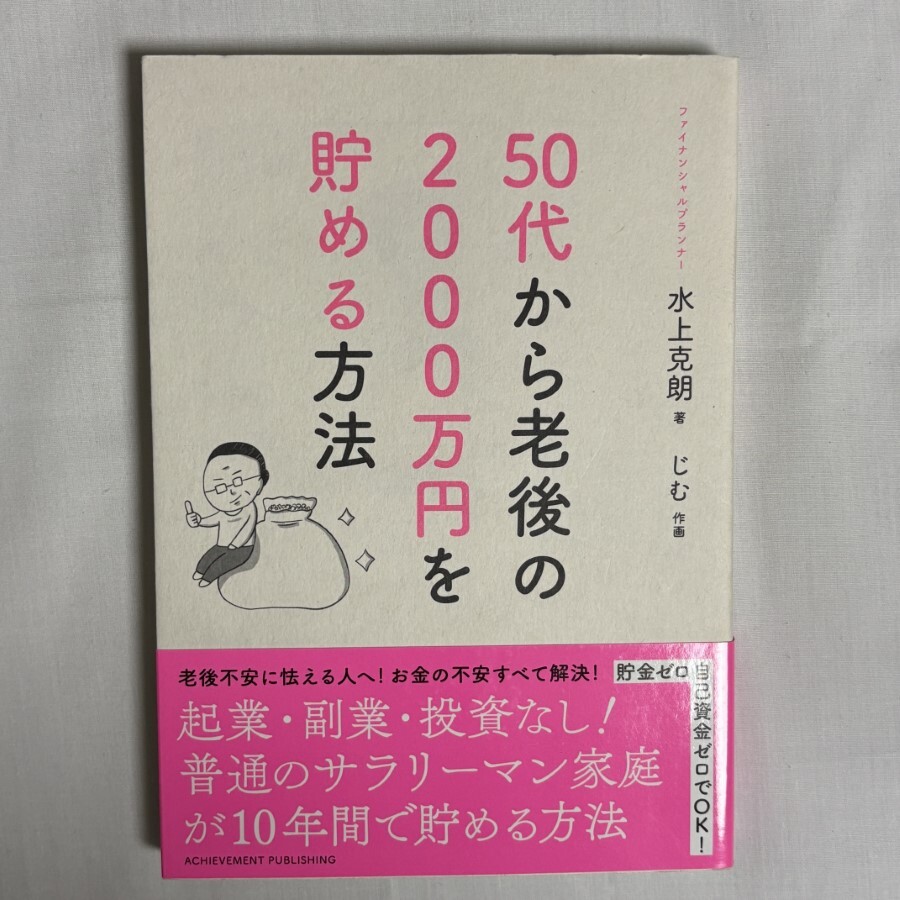 ファイナンシャルプランナー
水上克朗 著
じむ 作画
50代から老後の
2000万円を
貯める方法
老後不安に怯える人へ!お金の不安すべて解決!
貯金ゼロ
自己資金ゼロでOK!
起業・副業・投資なし!
普通のサラリーマン家庭
が10年間で貯める方法
ACHIEVEMENT PUBLISHING